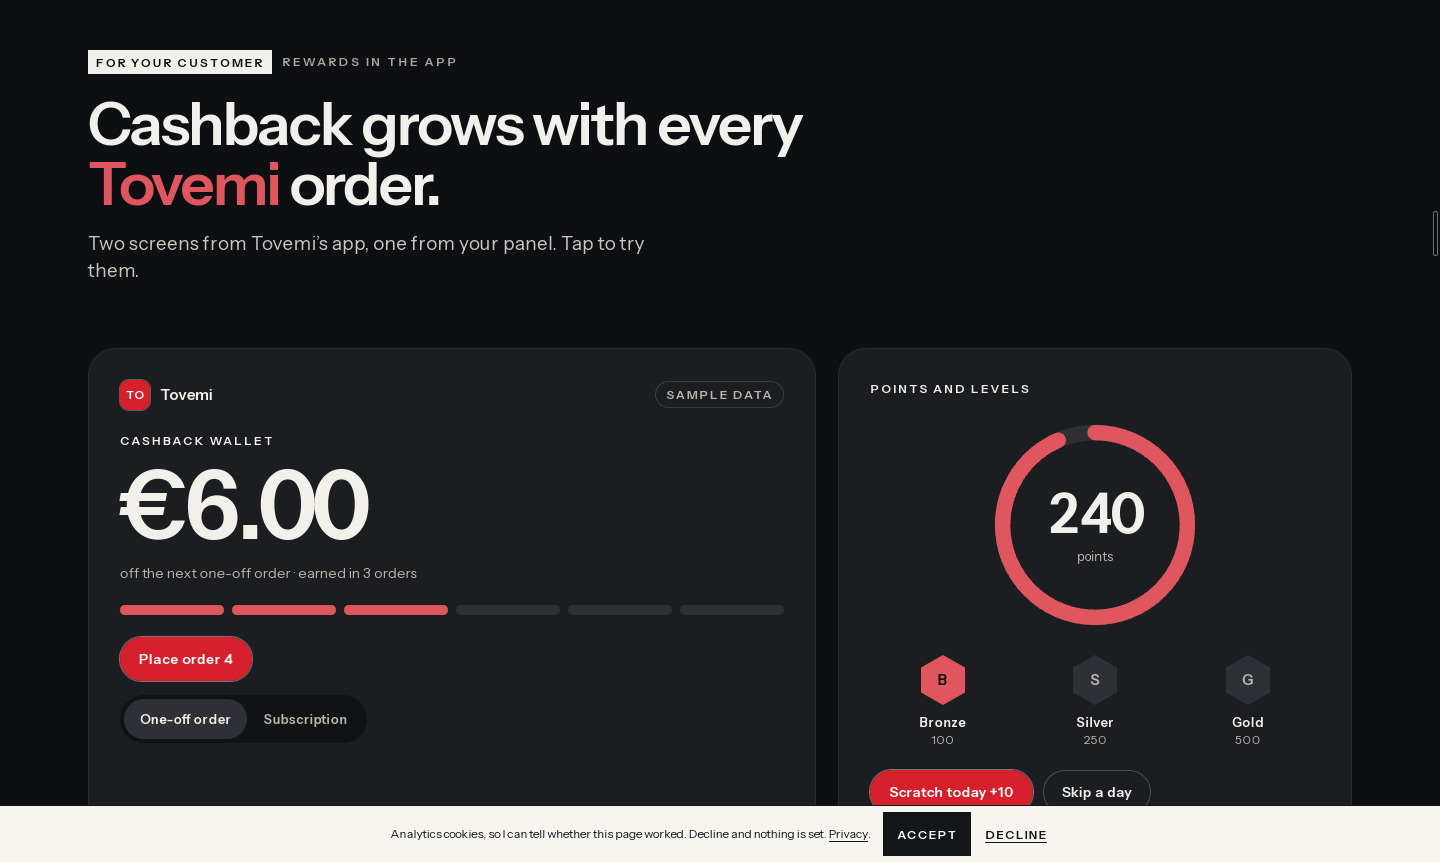 FOR YOUR CUSTOMER REWARDS IN THE APP
Cashback grows with every
Tovemi order.
Two screens from Tovemi's app, one from your panel. Tap to try
them.
TO Tovemi
SAMPLE DATA
CASHBACK WALLET
€6.00
off the next one-off order · earned in 3 orders
Place order 4
One-off order Subscription
POINTS AND LEVELS
240
points
B S G
Bronze Silver Gold
100 250 500
Scratch today +10 Skip a day
Analytics cookies, so I can tell whether this page worked. Decline and nothing is set. Privacy. ACCEPT DECLINE